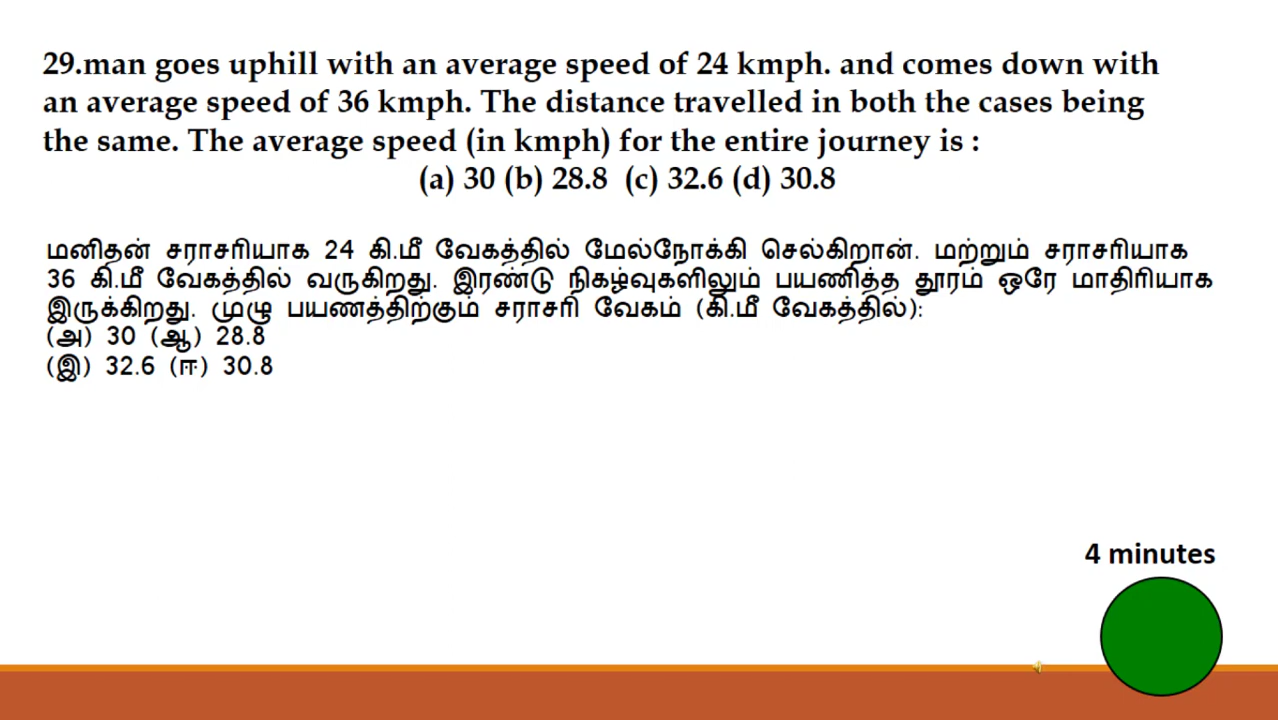 29.man goes uphill with an average speed of 24 kmph. and comes down with
an average speed of 36 kmph. The distance travelled in both the cases being
the same. The average speed (in kmph) for the entire journey is :
(a) 30 (b) 28.8 (c) 32.6 (d) 30.8
மனிதன் சராசரியாக 24 கி.மீ வேகத்தில் மேல்நோக்கி செல்கிறான். மற்றும் சராசரியாக
36 கி.மீ வேகத்தில் வருகிறது. இரண்டு நிகழ்வுகளிலும் பயணித்த தூரம் ஒரே மாதிரியாக
இருக்கிறது. முழு பயணத்திற்கும் சராசரி வேகம் (கி.மீ வேகத்தில்):
(அ) 30 (ஆ) 28.8
(இ) 32.6 (ஈ) 30.8
4 minutes